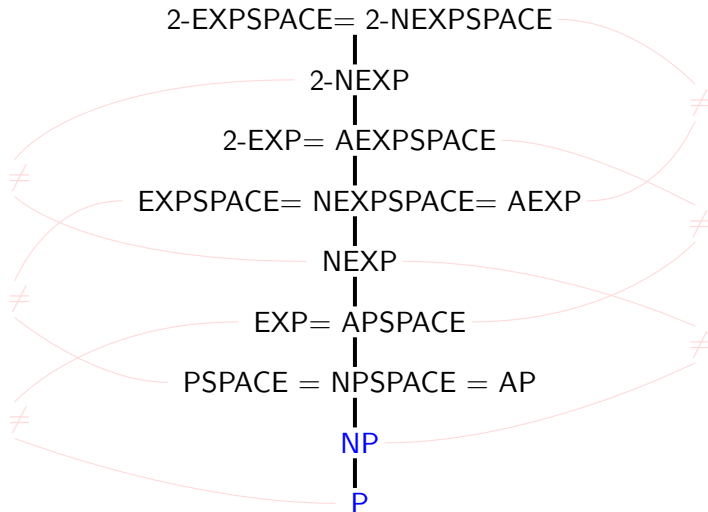 2-EXPSPACE= 2-NEXPSPACE
2-NEXP
≠
2-EXP= AEXPSPACE
≠
EXPSPACE= NEXPSPACE= AEXP
≠
NEXP
≠
EXP= APSPACE
≠
PSPACE = NPSPACE = AP
≠
NP
P